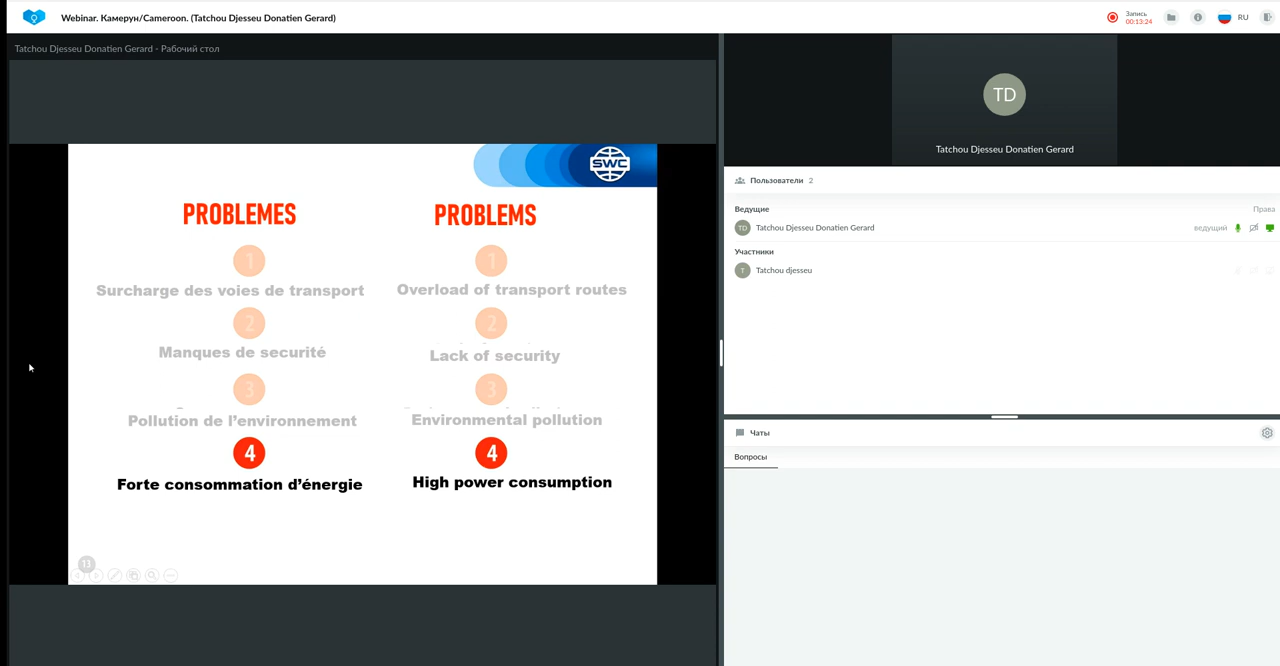 Webinar. Камерун/Cameroon. (Tatchou Djesseu Donatien Gerard)
Запись
00:13:24
RU
Tatchou Djesseu Donatien Gerard - Рабочий стол
SWC
PROBLEMES
1
Surcharge des voies de transport
2
Manques de securité
3
Pollution de l'environnement
4
Forte consommation d'énergie
PROBLEMS
1
Overload of transport routes
2
Lack of security
3
Environmental pollution
4
High power consumption
13
TD
Tatchou Djesseu Donatien Gerard
Пользователи 2
Ведущие Права
TD Tatchou Djesseu Donatien Gerard ведущий
Участники
T Tatchou djesseu
Чаты
Вопросы